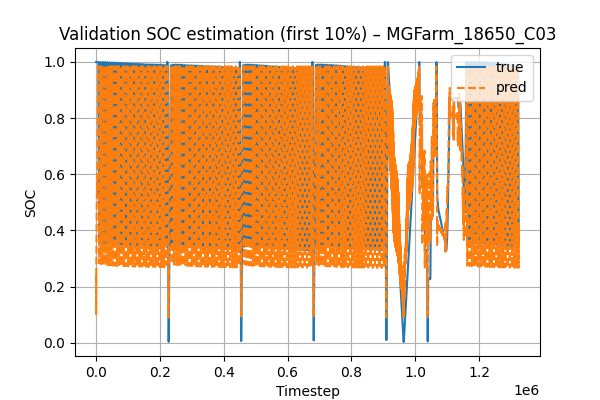 Validation SOC estimation (first 10%) – MGFarm_18650_C03
true
pred
1.0
0.8
0.6
0.4
0.2
0.0
SOC
0.0 0.2 0.4 0.6 0.8 1.0 1.2
1e6
Timestep